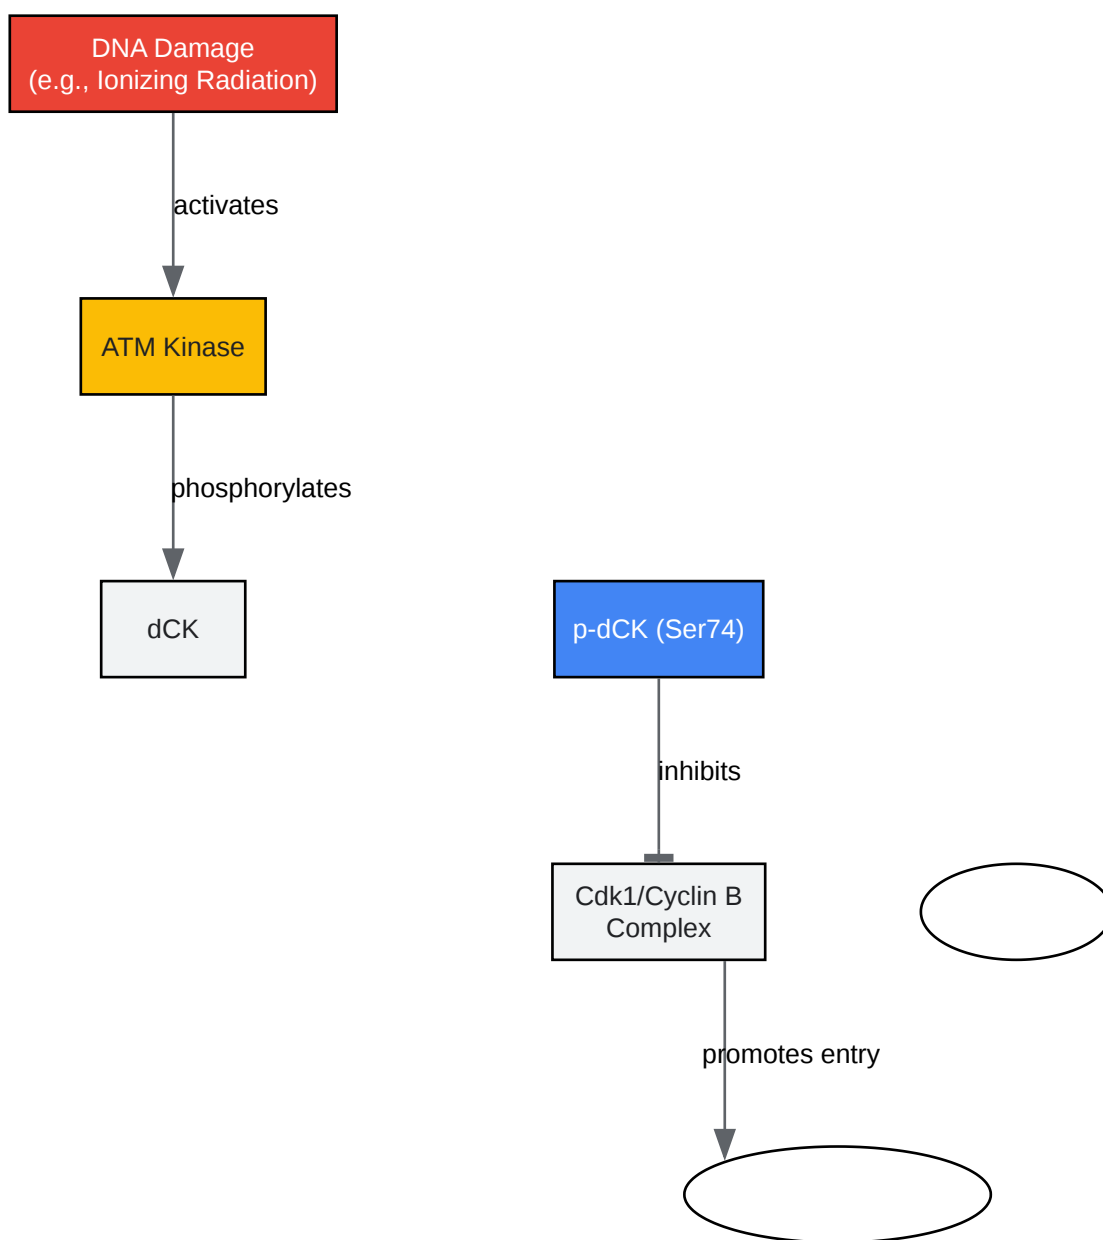 DNA Damage
(e.g., Ionizing Radiation)
activates
ATM Kinase
phosphorylates
dCK
p-dCK (Ser74)
inhibits
Cdk1/Cyclin B
Complex
promotes entry